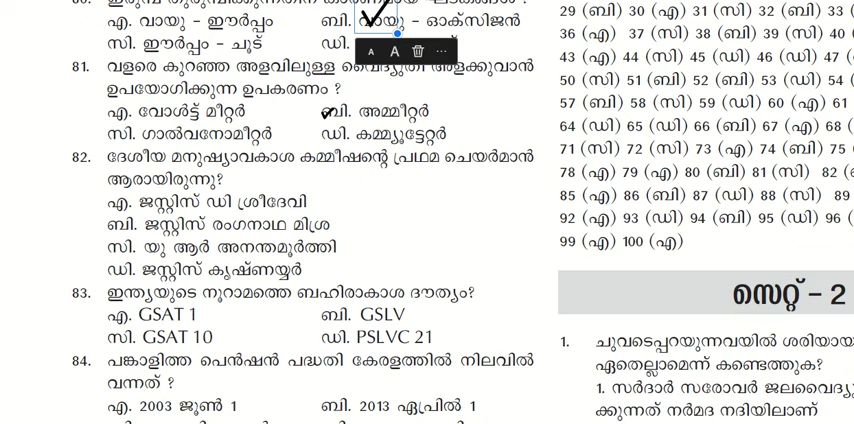 എ. വായു – ഈർപ്പം ബി. വായു – ഓക്സിജൻ
സി. ഈർപ്പം – ചൂട് ഡി.
81. വളരെ കുറഞ്ഞ അളവിലുള്ള വൈദ്യുതി അളക്കുവാൻ
ഉപയോഗിക്കുന്ന ഉപകരണം ?
എ. വോൾട്ട് മീറ്റർ ബി. അമ്മീറ്റർ
സി. ഗാൽവനോമീറ്റർ ഡി. കമ്മ്യൂട്ടേറ്റർ
82. ദേശീയ മനുഷ്യാവകാശ കമ്മീഷന്റെ പ്രഥമ ചെയർമാൻ
ആരായിരുന്നു?
എ. ജസ്റ്റിസ് ഡി ശ്രീദേവി
ബി. ജസ്റ്റിസ് രംഗനാഥ മിശ്ര
സി. യു ആർ അനന്തമൂർത്തി
ഡി. ജസ്റ്റിസ് കൃഷ്ണയ്യർ
83. ഇന്ത്യയുടെ നൂറാമത്തെ ബഹിരാകാശ ദൗത്യം?
എ. GSAT 1 ബി. GSLV
സി. GSAT 10 ഡി. PSLVC 21
84. പങ്കാളിത്ത പെൻഷൻ പദ്ധതി കേരളത്തിൽ നിലവിൽ
വന്നത് ?
എ. 2003 ജൂൺ 1 ബി. 2013 ഏപ്രിൽ 1
29 (ബി) 30 (എ) 31 (സി) 32 (ബി) 33
36 (എ) 37 (സി) 38 (ബി) 39 (സി) 40
43 (എ) 44 (സി) 45 (ഡി) 46 (ഡി) 47
50 (സി) 51 (ബി) 52 (ബി) 53 (ഡി) 54
57 (ബി) 58 (സി) 59 (ഡി) 60 (എ) 61
64 (ഡി) 65 (ഡി) 66 (ബി) 67 (എ) 68
71 (സി) 72 (സി) 73 (എ) 74 (ബി) 75
78 (എ) 79 (എ) 80 (ബി) 81 (സി) 82
85 (എ) 86 (ബി) 87 (ഡി) 88 (സി) 89
92 (എ) 93 (ഡി) 94 (ബി) 95 (ഡി) 96
99 (എ) 100 (എ)
സെറ്റ് – 2
1. ചുവടെപ്പറയുന്നവയിൽ ശരിയായ
ഏതെല്ലാമെന്ന് കണ്ടെത്തുക?
1. സർദാർ സരോവർ ജലവൈദ്യു
ക്കുന്നത് നർമദ നദിയിലാണ്